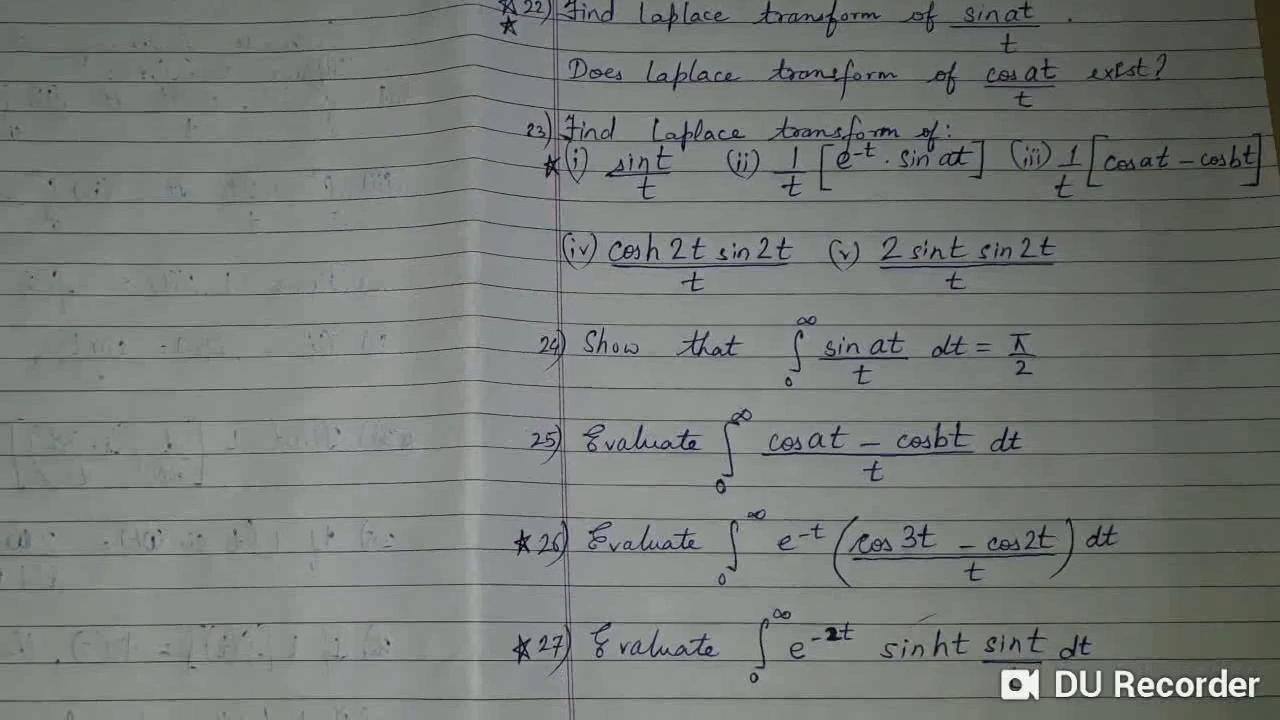 ☆ 22) Find Laplace transform of sin at / t .
☆
Does Laplace transform of cos at / t exist?
23) Find Laplace transform of:
☆ (i) sin t / t (ii) 1/t [e^-t . sin at] (iii) 1/t [cos at - cos bt]
(iv) cosh 2t sin 2t / t (v) 2 sin t sin 2t / t
24) Show that ∫₀^∞ sin at / t dt = π/2
25) Evaluate ∫₀^∞ cos at - cos bt / t dt
☆ 26) Evaluate ∫₀^∞ e^-t (cos 3t - cos 2t / t) dt
☆ 27) Evaluate ∫₀^∞ e^-2t sinht sint dt
DU Recorder